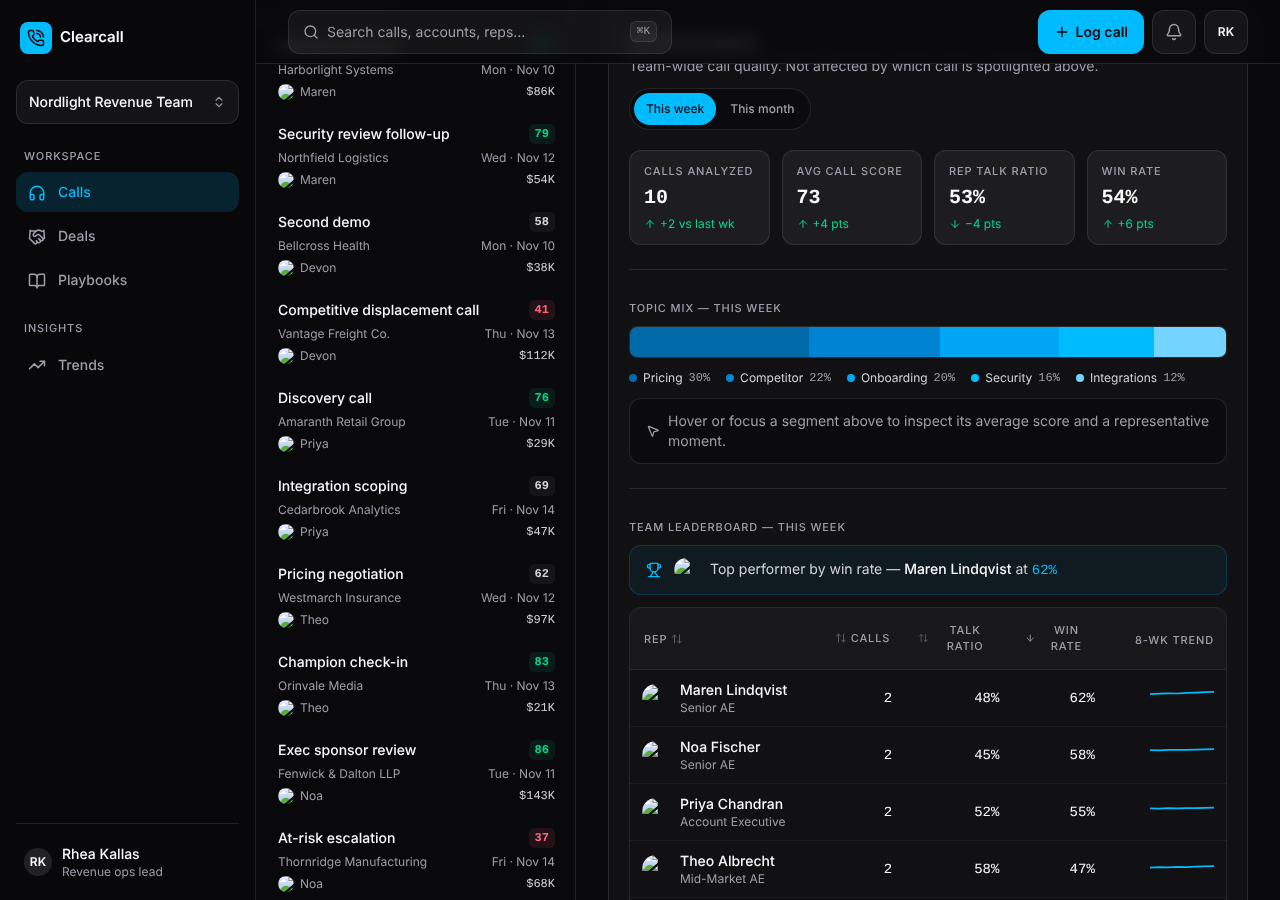 Clearcall
Search calls, accounts, reps...
⌘K
Log call
RK
Nordlight Revenue Team
WORKSPACE
Calls
Deals
Playbooks
INSIGHTS
Trends
RK
Rhea Kallas
Revenue ops lead
Harborlight Systems Mon · Nov 10
Maren $86K
Security review follow-up 79
Northfield Logistics Wed · Nov 12
Maren $54K
Second demo 58
Bellcross Health Mon · Nov 10
Devon $38K
Competitive displacement call 41
Vantage Freight Co. Thu · Nov 13
Devon $112K
Discovery call 76
Amaranth Retail Group Tue · Nov 11
Priya $29K
Integration scoping 69
Cedarbrook Analytics Fri · Nov 14
Priya $47K
Pricing negotiation 62
Westmarch Insurance Wed · Nov 12
Theo $97K
Champion check-in 83
Orinvale Media Thu · Nov 13
Theo $21K
Exec sponsor review 86
Fenwick & Dalton LLP Tue · Nov 11
Noa $143K
At-risk escalation 37
Thornridge Manufacturing Fri · Nov 14
Noa $68K
Team-wide call quality. Not affected by which call is spotlighted above.
This week This month
CALLS ANALYZED
10
↑ +2 vs last wk
AVG CALL SCORE
73
↑ +4 pts
REP TALK RATIO
53%
↓ −4 pts
WIN RATE
54%
↑ +6 pts
TOPIC MIX — THIS WEEK
Pricing 30% Competitor 22% Onboarding 20% Security 16% Integrations 12%
Hover or focus a segment above to inspect its average score and a representative
moment.
TEAM LEADERBOARD — THIS WEEK
Top performer by win rate — Maren Lindqvist at 62%
REP CALLS TALK RATIO WIN RATE 8-WK TREND
Maren Lindqvist 2 48% 62%
Senior AE
Noa Fischer 2 45% 58%
Senior AE
Priya Chandran 2 52% 55%
Account Executive
Theo Albrecht 2 58% 47%
Mid-Market AE